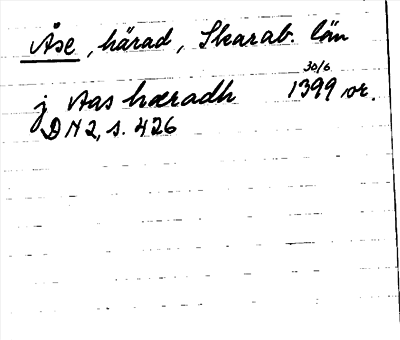 Åse, härad, Skarab. län
j Aas hæradh 30/6 1399 or.
DN 2, s. 426